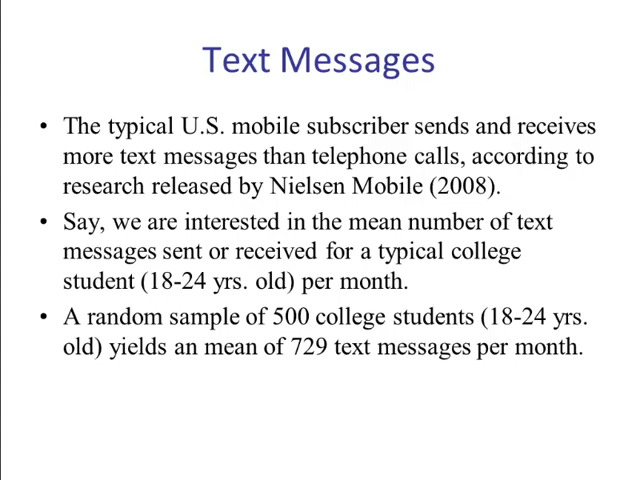 Text Messages
• The typical U.S. mobile subscriber sends and receives
more text messages than telephone calls, according to
research released by Nielsen Mobile (2008).
• Say, we are interested in the mean number of text
messages sent or received for a typical college
student (18-24 yrs. old) per month.
• A random sample of 500 college students (18-24 yrs.
old) yields an mean of 729 text messages per month.